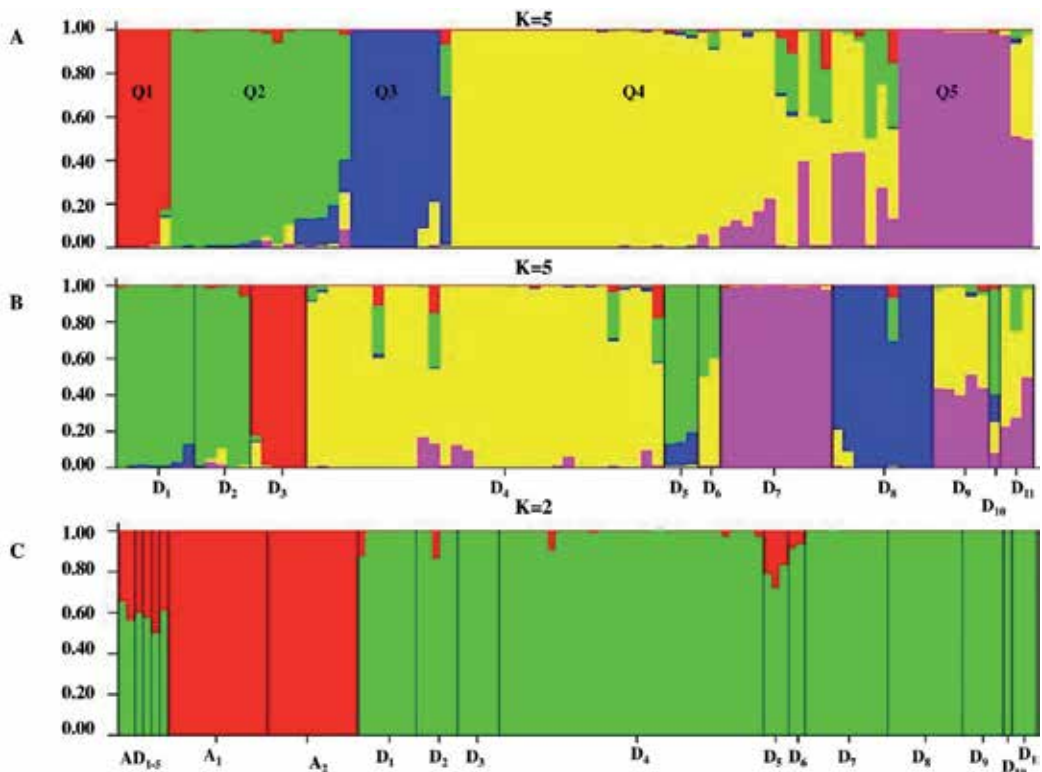 K=5
A
1.00
0.80
0.60
0.40
0.20
0.00
Q1
Q2
Q3
Q4
Q5
K=5
B
1.00
0.80
0.60
0.40
0.20
0.00
D₁
D₂
D₃
D₄
D₅
D₆
D₇
D₈
D₉
D₁₀
D₁₁
K=2
C
1.00
0.80
0.60
0.40
0.20
0.00
AD₁₋₅
A₁
A₂
D₁
D₂
D₃
D₄
D₅
D₆
D₇
D₈
D₉